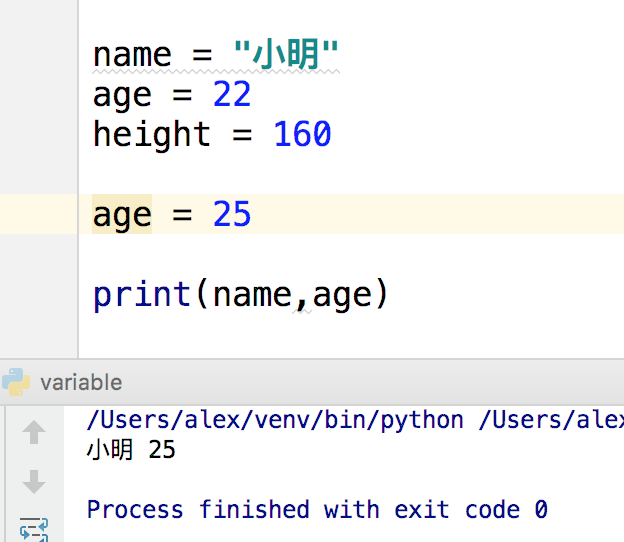 name = "小明"
age = 22
height = 160
age = 25
print(name,age)
variable
/Users/alex/venv/bin/python /Users/alex
小明 25
Process finished with exit code 0